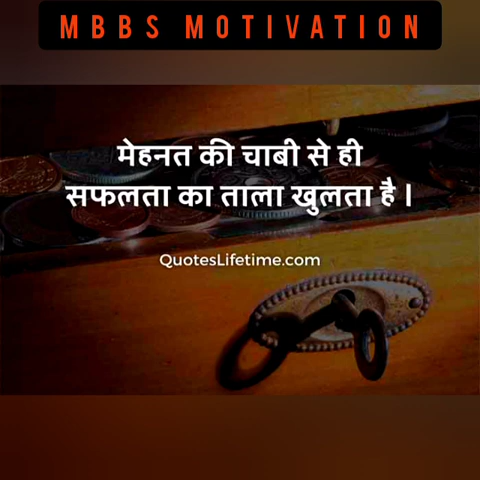 MBBS MOTIVATION
मेहनत की चाबी से ही
सफलता का ताला खुलता है ।
QuotesLifetime.com